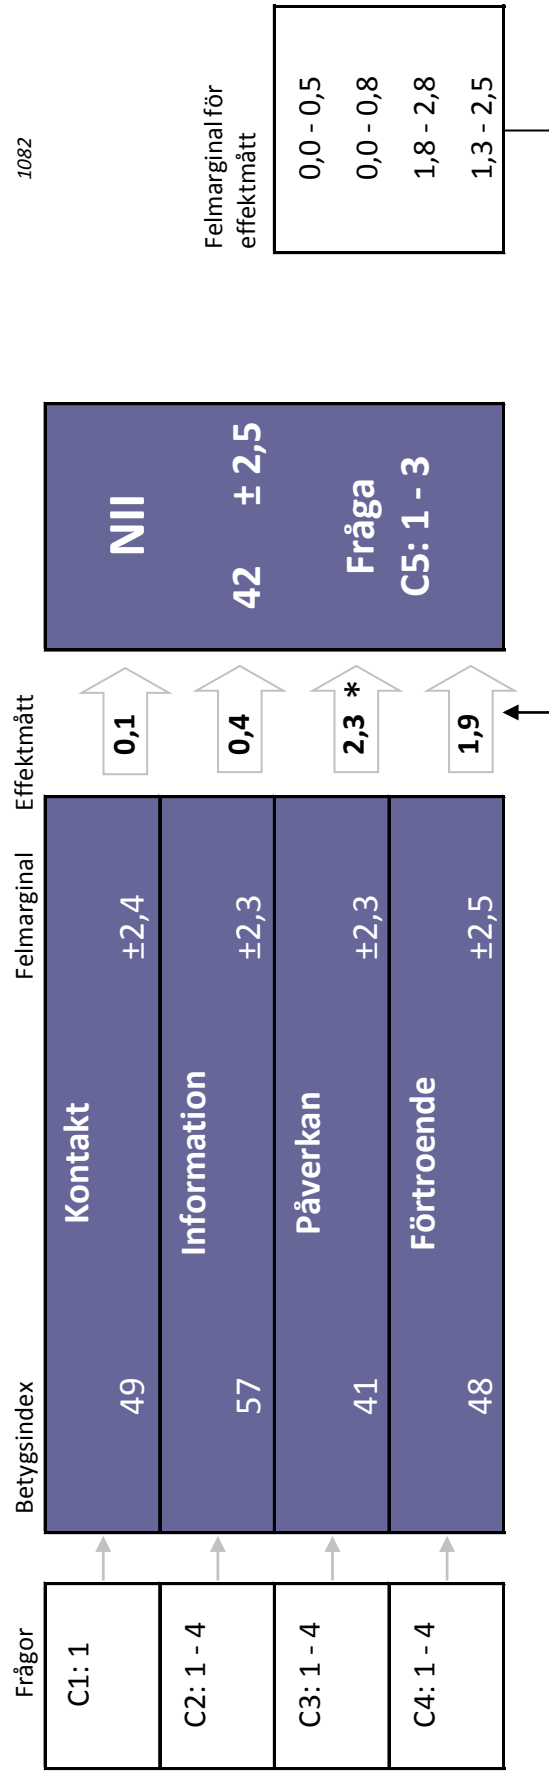 1082
Frågor
Betygsindex
Felmarginal
Effektmått
Felmarginal för
effektmått
C1: 1
Kontakt
49
±2,4
0,1
C2: 1 - 4
Information
57
±2,3
0,4
C3: 1 - 4
Påverkan
41
±2,3
2,3 *
C4: 1 - 4
Förtroende
48
±2,5
1,9
NII
42 ± 2,5
Fråga
C5: 1 - 3
0,0 - 0,5
0,0 - 0,8
1,8 - 2,8
1,3 - 2,5